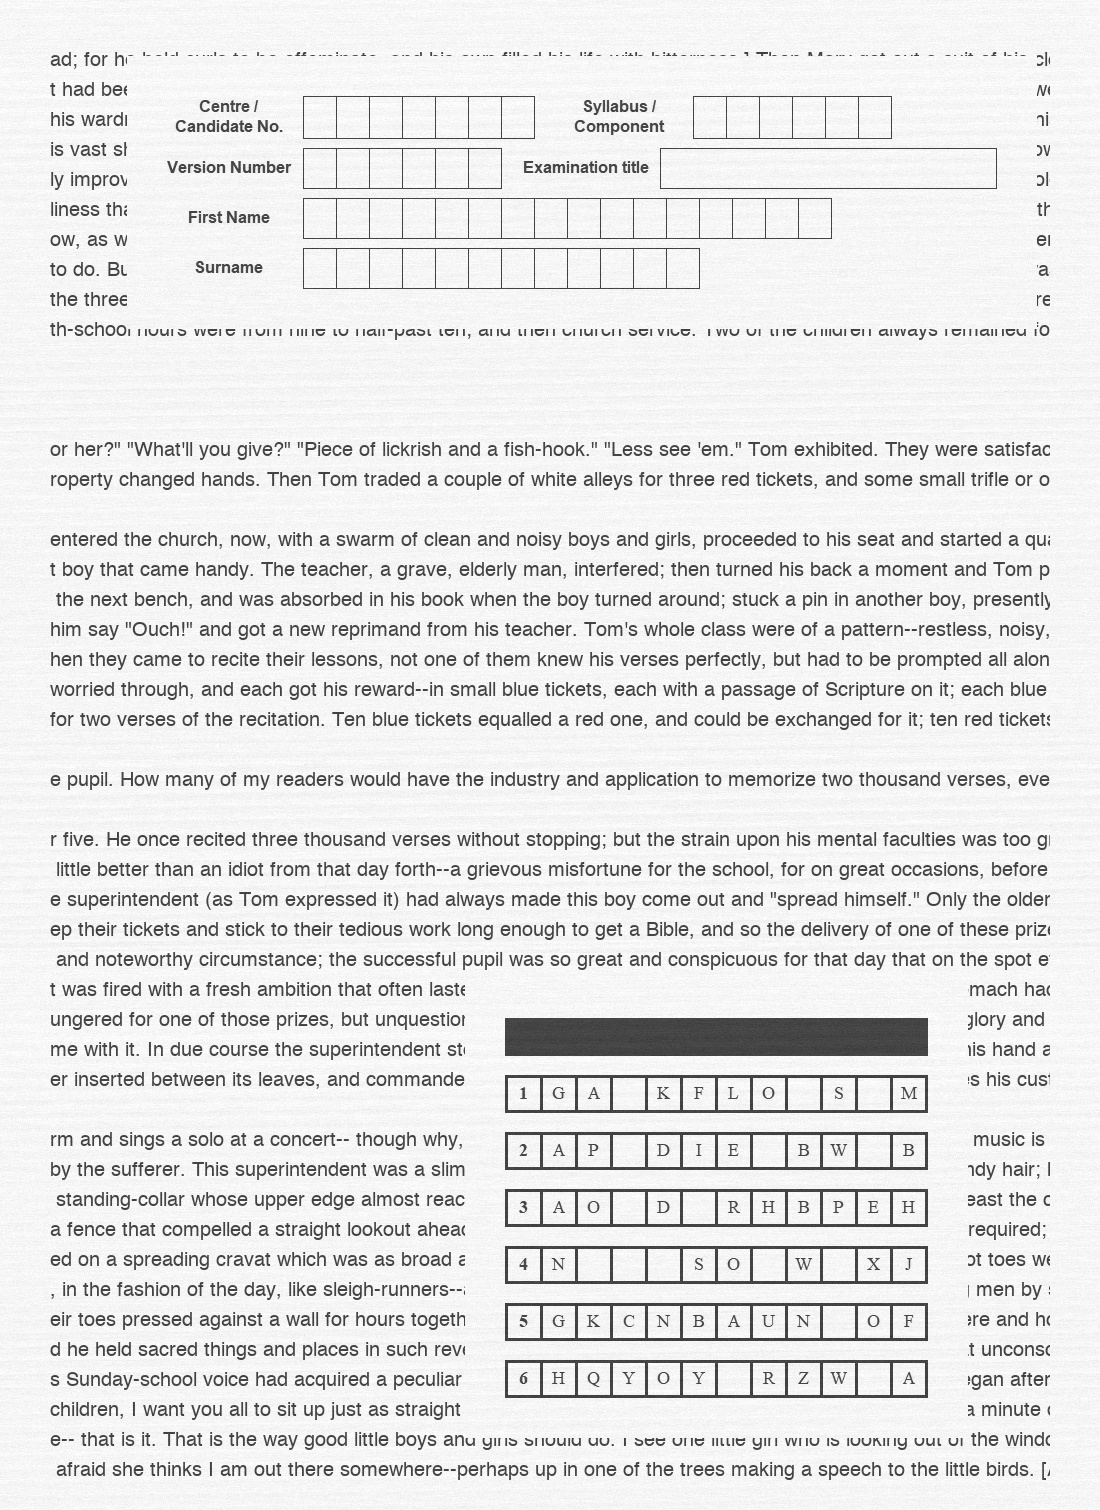 ad; for he held curls to be effeminate, and his own filled his life with bitterness.] Then Mary got out a suit of his clo
t had bee
his wardr
is vast sh
ly improv
liness tha
ow, as w
to do. Bu
the three
Centre /
Candidate No.
Syllabus /
Component
Version Number
Examination title
First Name
Surname
th-school hours were from nine to half-past ten, and then church service. Two of the children always remained fo
or her?" "What'll you give?" "Piece of lickrish and a fish-hook." "Less see 'em." Tom exhibited. They were satisfac
roperty changed hands. Then Tom traded a couple of white alleys for three red tickets, and some small trifle or o
entered the church, now, with a swarm of clean and noisy boys and girls, proceeded to his seat and started a qua
t boy that came handy. The teacher, a grave, elderly man, interfered; then turned his back a moment and Tom p
the next bench, and was absorbed in his book when the boy turned around; stuck a pin in another boy, presently
him say "Ouch!" and got a new reprimand from his teacher. Tom's whole class were of a pattern--restless, noisy,
hen they came to recite their lessons, not one of them knew his verses perfectly, but had to be prompted all alon
worried through, and each got his reward--in small blue tickets, each with a passage of Scripture on it; each blue
for two verses of the recitation. Ten blue tickets equalled a red one, and could be exchanged for it; ten red tickets
e pupil. How many of my readers would have the industry and application to memorize two thousand verses, eve
r five. He once recited three thousand verses without stopping; but the strain upon his mental faculties was too gr
little better than an idiot from that day forth--a grievous misfortune for the school, for on great occasions, before
e superintendent (as Tom expressed it) had always made this boy come out and "spread himself." Only the older
ep their tickets and stick to their tedious work long enough to get a Bible, and so the delivery of one of these prize
and noteworthy circumstance; the successful pupil was so great and conspicuous for that day that on the spot e
t was fired with a fresh ambition that often laste mach had
ungered for one of those prizes, but unquestion glory and
me with it. In due course the superintendent sto his hand a
er inserted between its leaves, and commande s his cust
rm and sings a solo at a concert-- though why, music is
by the sufferer. This superintendent was a slim ndy hair;
standing-collar whose upper edge almost reac east the c
a fence that compelled a straight lookout ahead required;
ed on a spreading cravat which was as broad a ot toes we
, in the fashion of the day, like sleigh-runners-- men by
eir toes pressed against a wall for hours togeth ere and ho
d he held sacred things and places in such reve t unconsc
s Sunday-school voice had acquired a peculiar egan after
children, I want you all to sit up just as straight a minute
1 G A K F L O S M
2 A P D I E B W B
3 A O D R H B P E H
4 N S O W X J
5 G K C N B A U N O F
6 H Q Y O Y R Z W A
e-- that is it. That is the way good little boys and girls should do. I see one little girl who is looking out of the windo
afraid she thinks I am out there somewhere--perhaps up in one of the trees making a speech to the little birds. [A